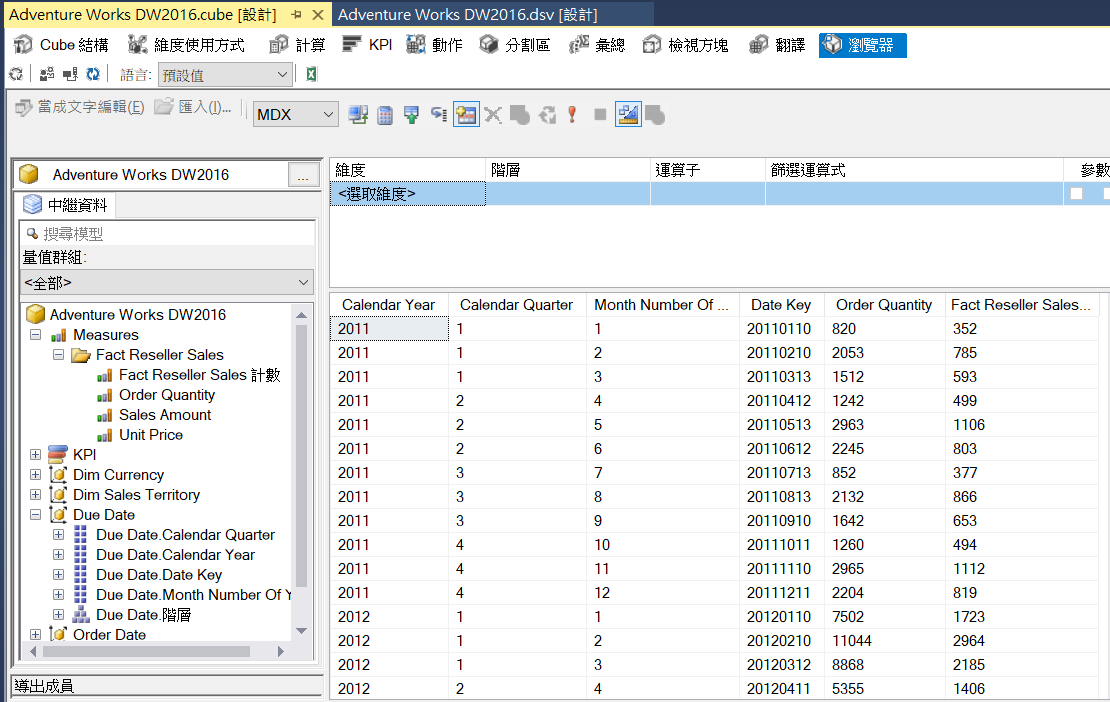 Adventure Works DW2016.cube [設計] Adventure Works DW2016.dsv [設計]
Cube 結構 維度使用方式 計算 KPI 動作 分割區 彙總 檢視方塊 翻譯 瀏覽器
語言: 預設值
當成文字編輯(E) 匯入(I)... MDX
Adventure Works DW2016 ...
中繼資料
搜尋模型
量值群組:
<全部>
Adventure Works DW2016
Measures
Fact Reseller Sales
Fact Reseller Sales 計數
Order Quantity
Sales Amount
Unit Price
KPI
Dim Currency
Dim Sales Territory
Due Date
Due Date.Calendar Quarter
Due Date.Calendar Year
Due Date.Date Key
Due Date.Month Number Of Y
Due Date.階層
Order Date
導出成員
維度 階層 運算子 篩選運算式 參數
<選取維度>
Calendar Year Calendar Quarter Month Number Of ... Date Key Order Quantity Fact Reseller Sales...
2011 1 1 20110110 820 352
2011 1 2 20110210 2053 785
2011 1 3 20110313 1512 593
2011 2 4 20110412 1242 499
2011 2 5 20110513 2963 1106
2011 2 6 20110612 2245 803
2011 3 7 20110713 852 377
2011 3 8 20110813 2132 866
2011 3 9 20110910 1642 653
2011 4 10 20111011 1260 494
2011 4 11 20111110 2965 1112
2011 4 12 20111211 2204 819
2012 1 1 20120110 7502 1723
2012 1 2 20120210 11044 2964
2012 1 3 20120312 8868 2185
2012 2 4 20120411 5355 1406